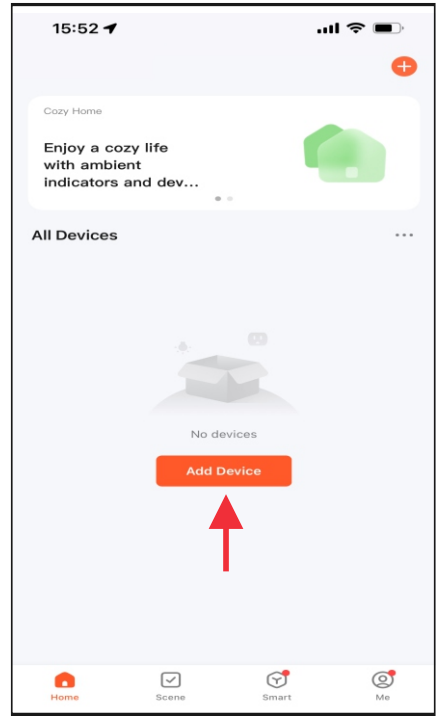 15:52
Cozy Home
Enjoy a cozy life
with ambient
indicators and dev...
All Devices
No devices
Add Device
Home
Scene
Smart
Me